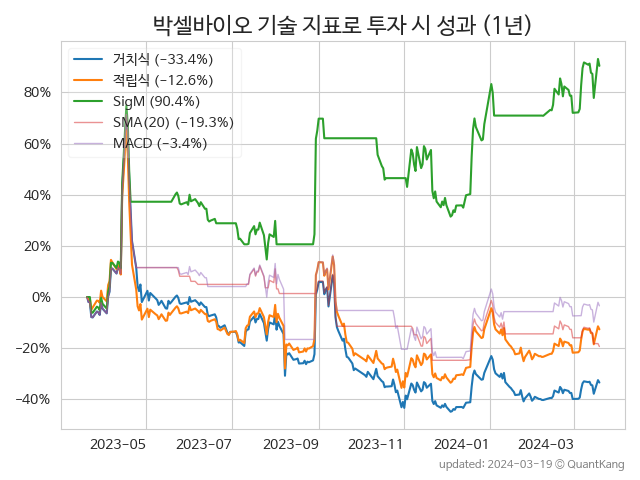 박셀바이오 기술 지표로 투자 시 성과 (1년)
거치식 (−33.4%)
적립식 (−12.6%)
SigM (90.4%)
SMA(20) (−19.3%)
MACD (−3.4%)
80%
60%
40%
20%
0%
−20%
−40%
2023−05
2023−07
2023−09
2023−11
2024−01
2024−03
updated: 2024−03−19 © QuantKang